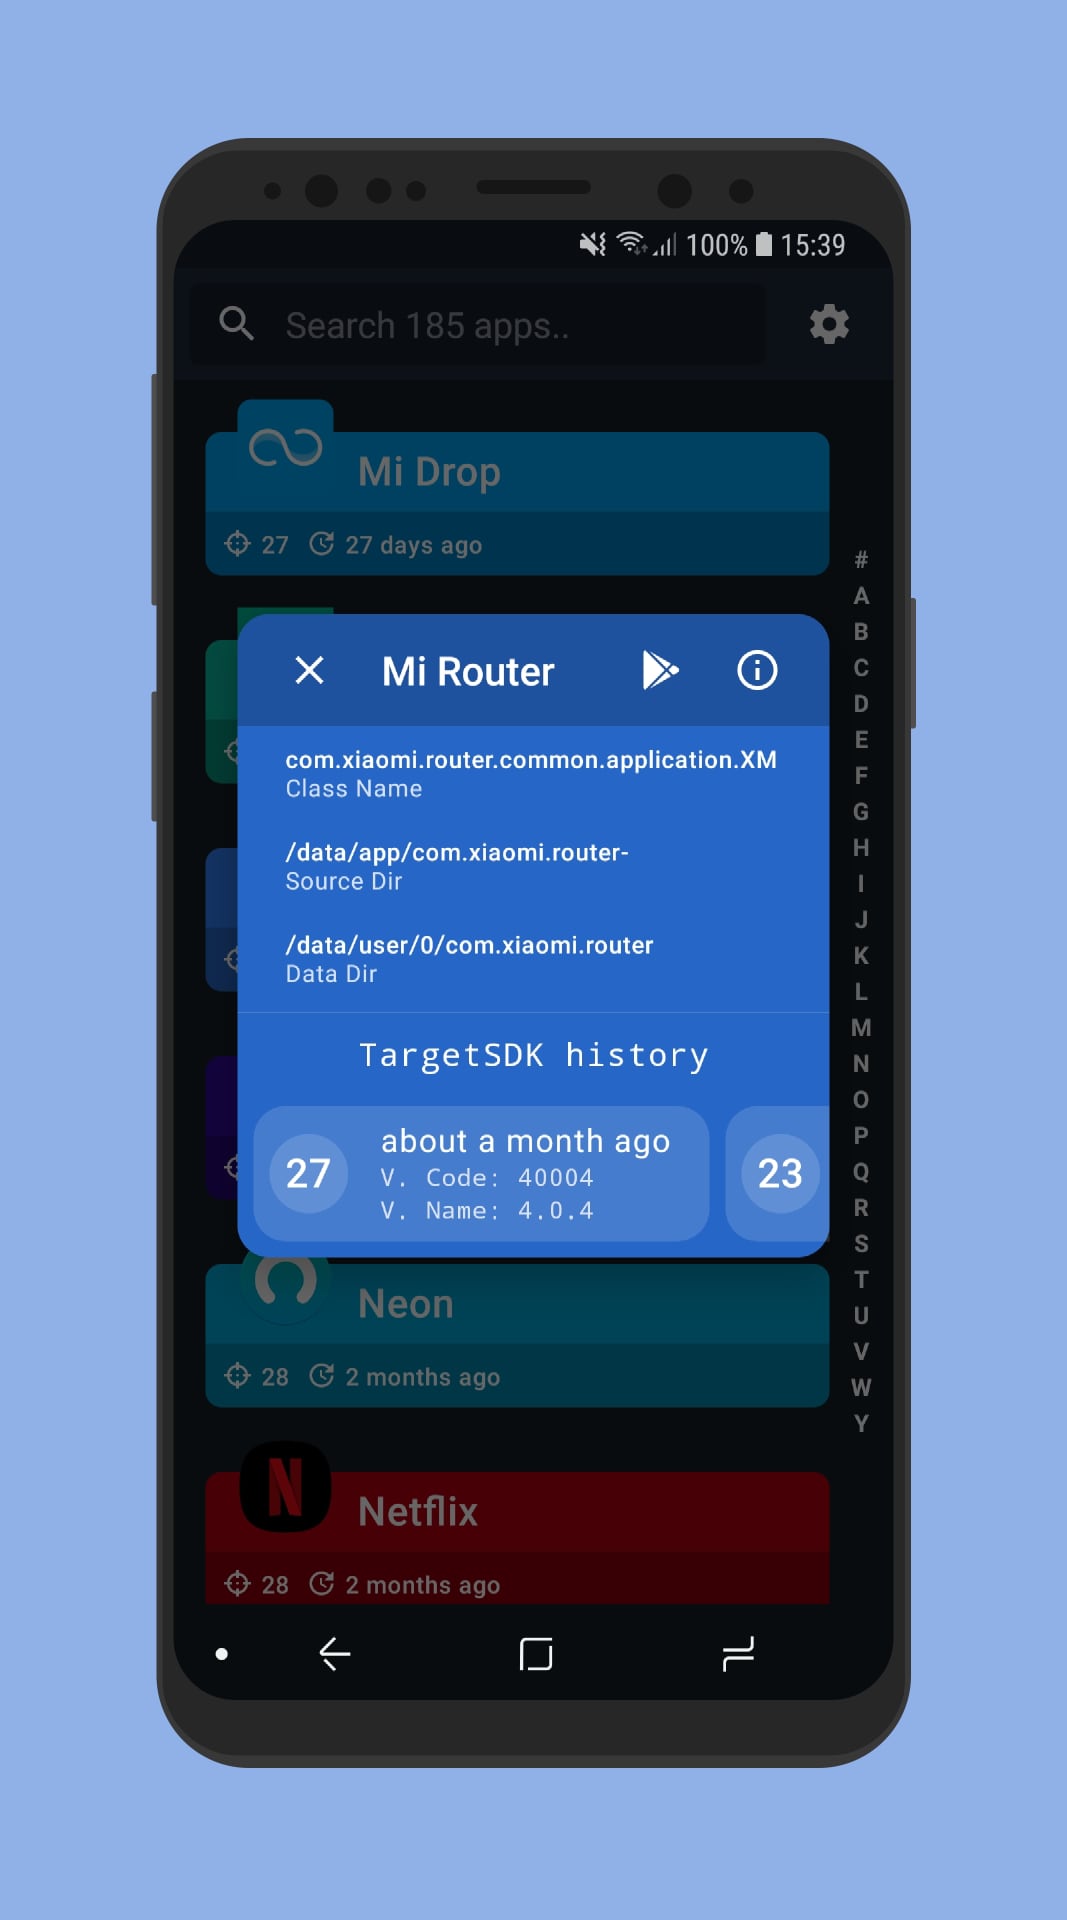 100% 15:39
Search 185 apps..
Mi Drop
27 27 days ago
Mi Router
com.xiaomi.router.common.application.XM
Class Name
/data/app/com.xiaomi.router-
Source Dir
/data/user/0/com.xiaomi.router
Data Dir
TargetSDK history
27
about a month ago
V. Code: 40004
V. Name: 4.0.4
23
Neon
28 2 months ago
N
Netflix
28 2 months ago
#
A
B
C
D
E
F
G
H
I
J
K
L
M
N
O
P
Q
R
S
T
U
V
W
Y